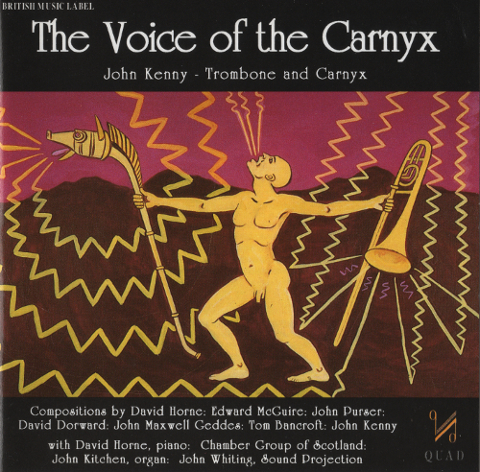 BRITISH MUSIC LABEL
The Voice of the Carnyx
John Kenny - Trombone and Carnyx
Compositions by David Horne: Edward McGuire: John Purser:
David Dorward: John Maxwell Geddes: Tom Bancroft: John Kenny
with David Horne, piano: Chamber Group of Scotland:
John Kitchen, organ: John Whiting, Sound Projection
QUAD